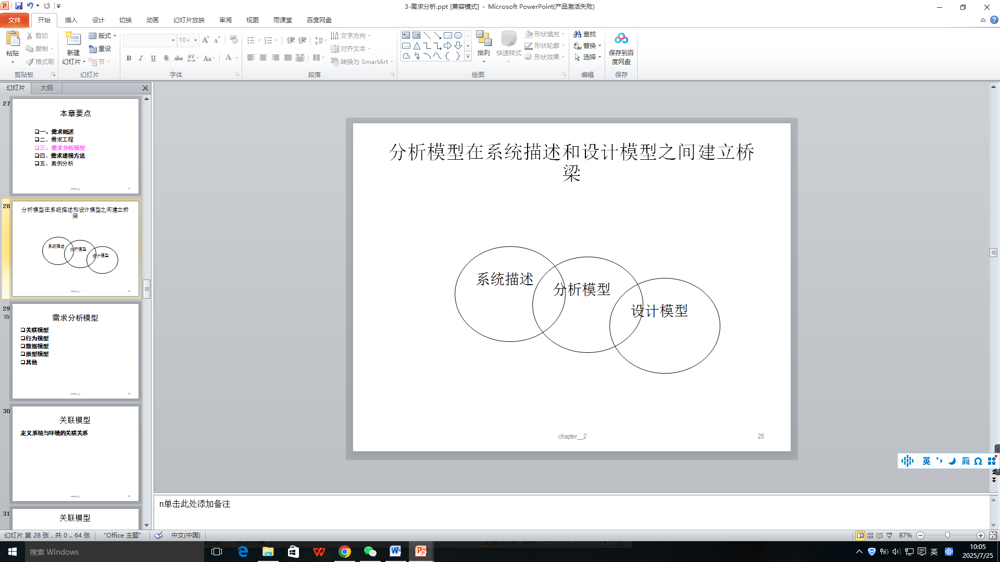 3-需求分析.ppt [兼容模式] - Microsoft PowerPoint(产品激活失败)
文件 开始 插入 设计 切换 动画 幻灯片放映 审阅 视图 雨课堂 百度网盘
粘贴 剪切 复制 格式刷 剪贴板
新建 幻灯片 版式 重设 节 幻灯片
10+ 字体
文字方向 对齐文本 转换为 SmartArt 段落
排列 快速样式 形状填充 形状轮廓 形状效果 绘图
查找 替换 选择 编辑
保存到百度网盘 保存
幻灯片 大纲
27
本章要点
一、需求概述
二、需求工程
三、需求分析模型
四、需求建模方法
五、案例分析
28
分析模型在系统描述和设计模型之间建立桥
梁
系统描述
分析模型
设计模型
29
需求分析模型
关联模型
行为模型
数据模型
原型模型
其他
30
关联模型
定义系统与环境的关联关系
31
关联模型
分析模型在系统描述和设计模型之间建立桥
梁
系统描述
分析模型
设计模型
chapter__2
28
n单击此处添加备注
英 简
幻灯片 第 28 张，共 0 .. 64 张 "Office 主题" 中文(中国) 87%
搜索 Windows
英
10:05
2025/7/25